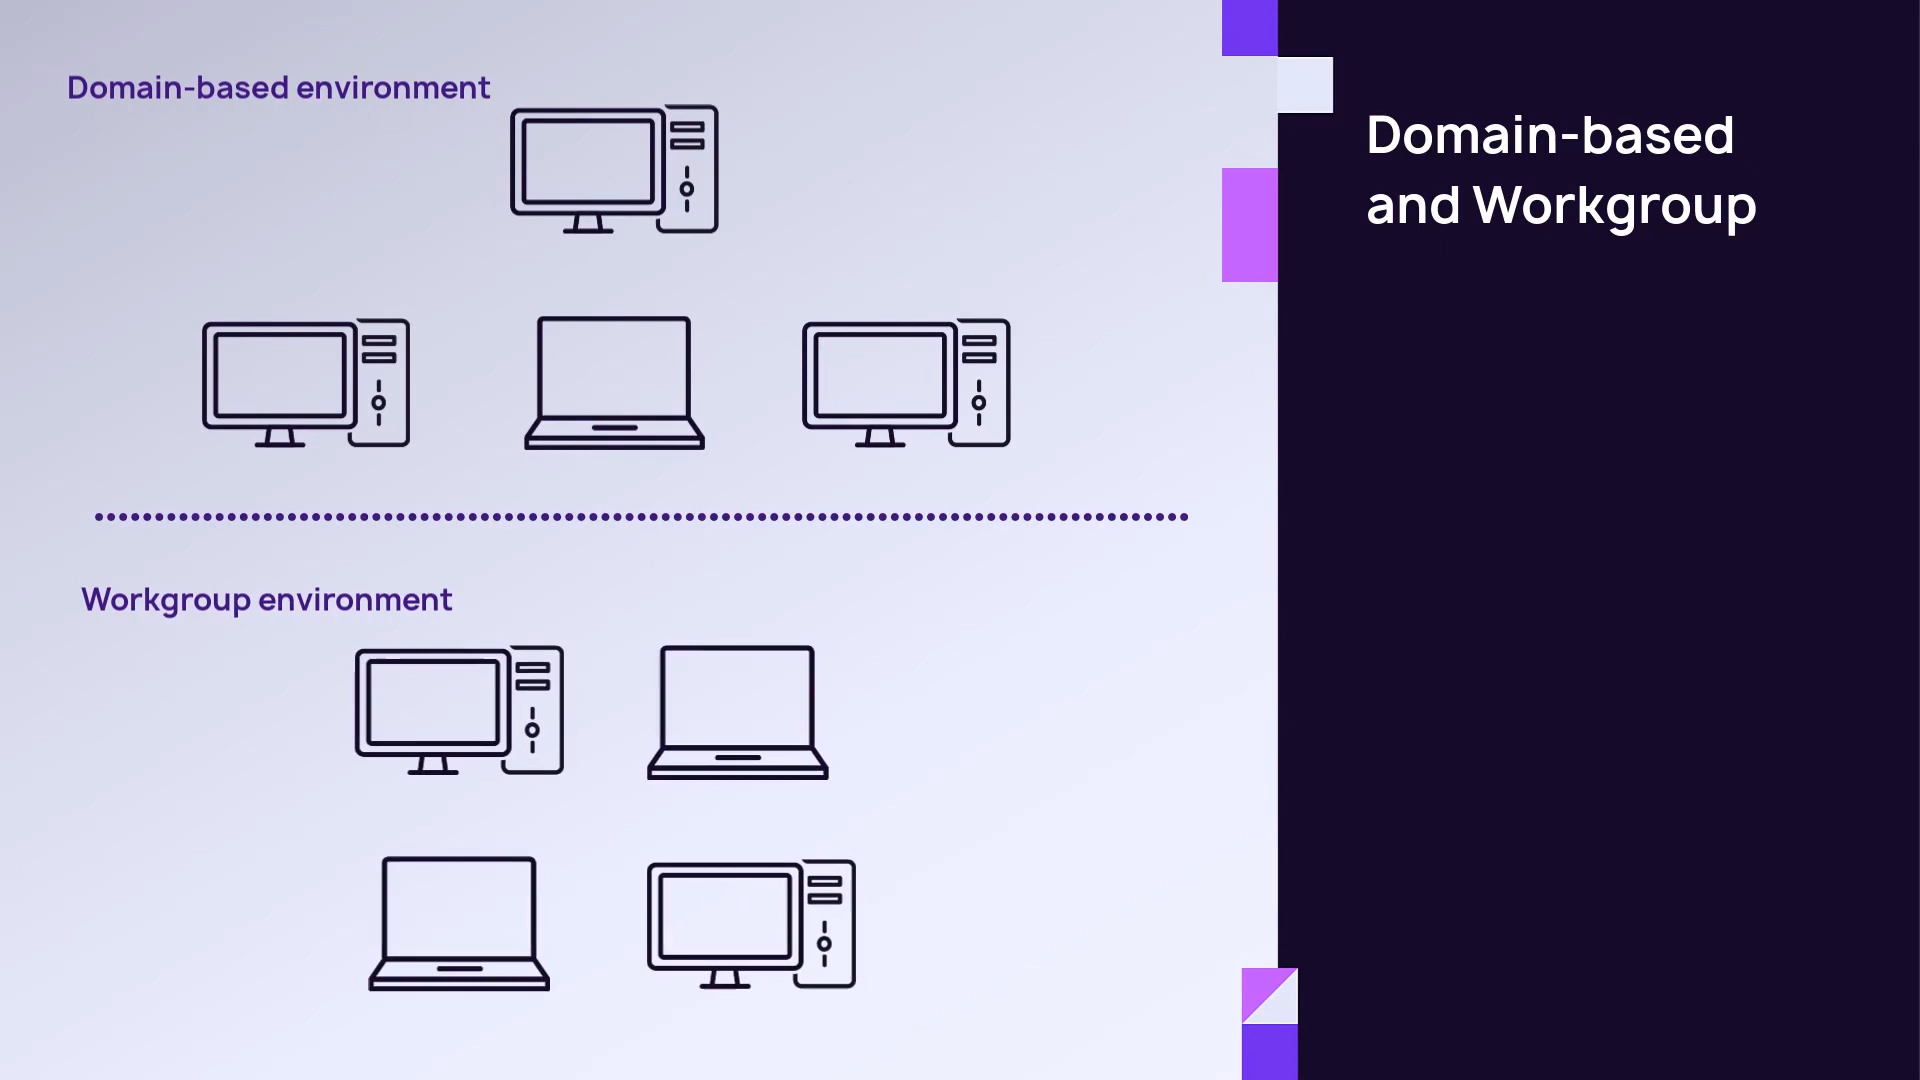 Domain-based environment
Workgroup environment
Domain-based
and Workgroup